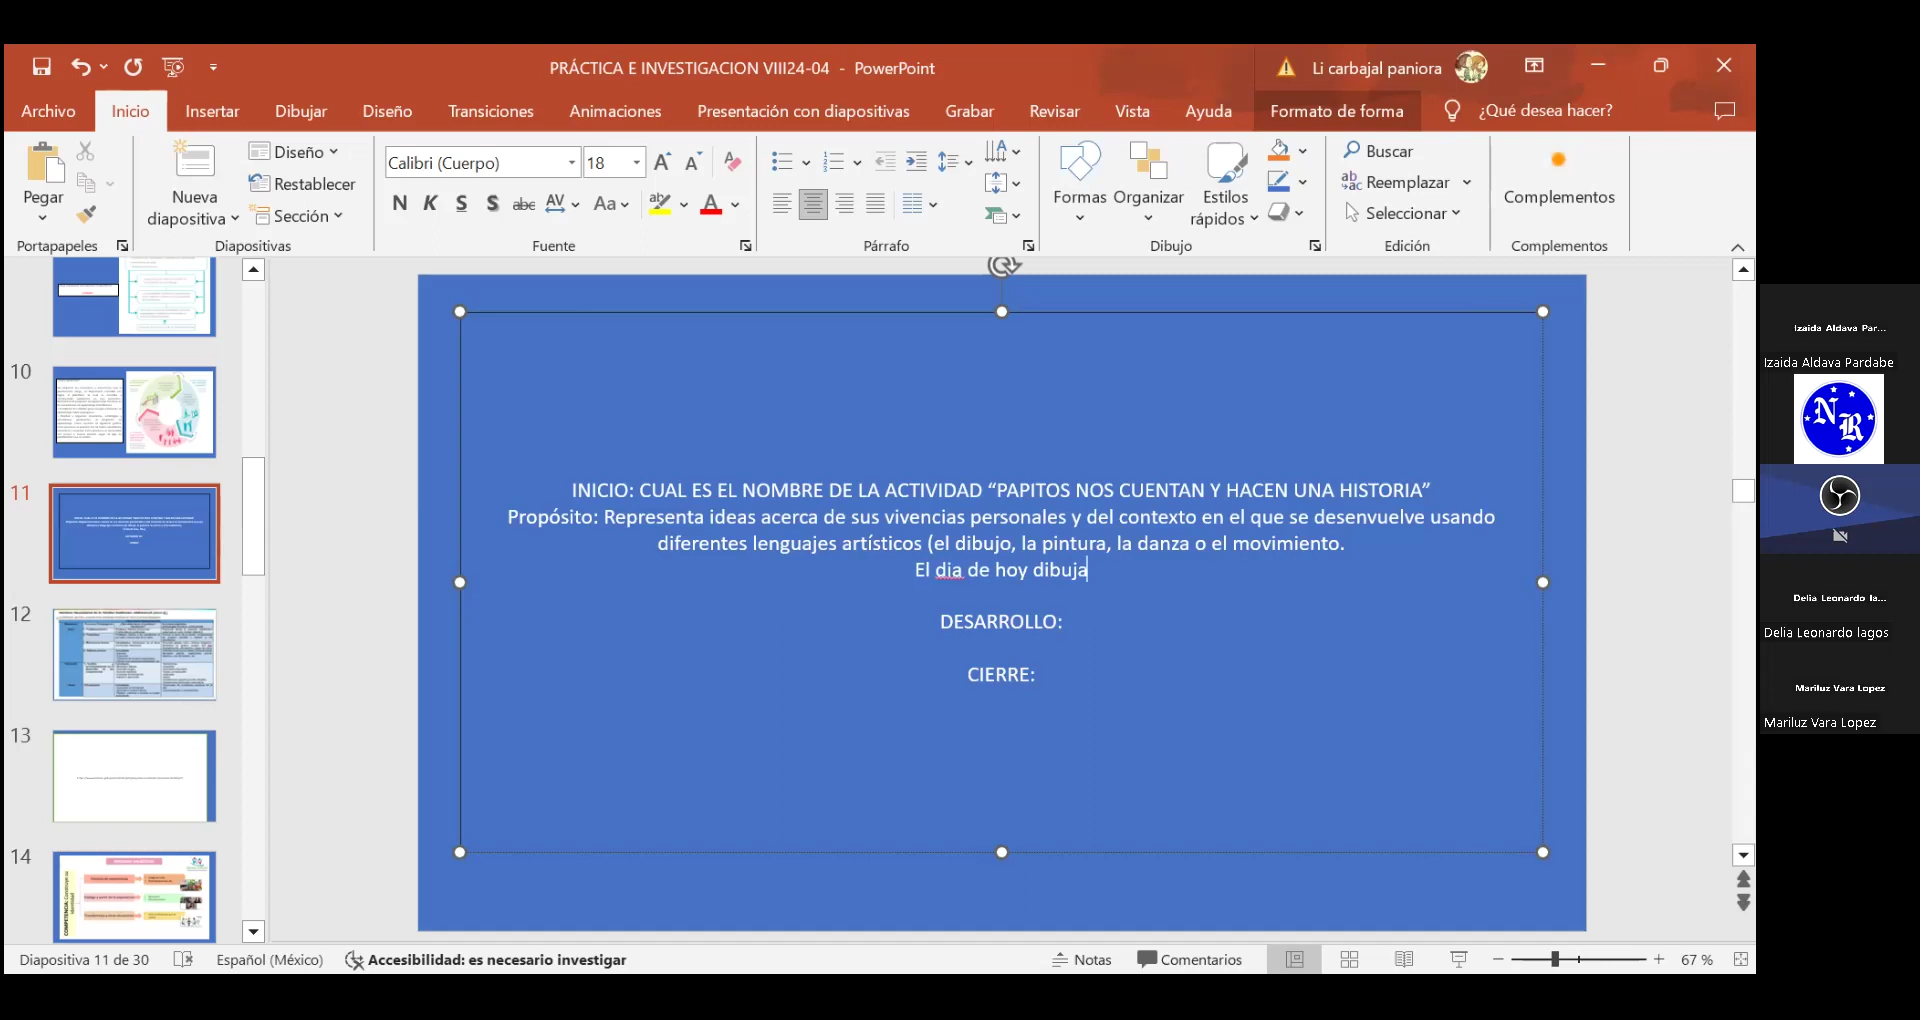 PRÁCTICA E INVESTIGACION VIII24-04 - PowerPoint
Li carbajal paniora
Archivo Inicio Insertar Dibujar Diseño Transiciones Animaciones Presentación con diapositivas Grabar Revisar Vista Ayuda Formato de forma ¿Qué desea hacer?
Pegar
Nueva diapositiva
Diseño
Restablecer
Sección
Calibri (Cuerpo) 18
N K S S abc AV Aa
Formas Organizar Estilos rápidos
Buscar
Reemplazar
Seleccionar
Complementos
Portapapeles Diapositivas Fuente Párrafo Dibujo Edición Complementos
10
11
12
13
14
INICIO: CUAL ES EL NOMBRE DE LA ACTIVIDAD “PAPITOS NOS CUENTAN Y HACEN UNA HISTORIA”
Propósito: Representa ideas acerca de sus vivencias personales y del contexto en el que se desenvuelve usando
diferentes lenguajes artísticos (el dibujo, la pintura, la danza o el movimiento.
El dia de hoy dibuja
DESARROLLO:
CIERRE:
Izaida Aldava Par...
Izaida Aldava Pardabe
NR
Delia Leonardo la...
Delia Leonardo lagos
Mariluz Vara Lopez
Mariluz Vara Lopez
Diapositiva 11 de 30 Español (México) Accesibilidad: es necesario investigar Notas Comentarios 67 %